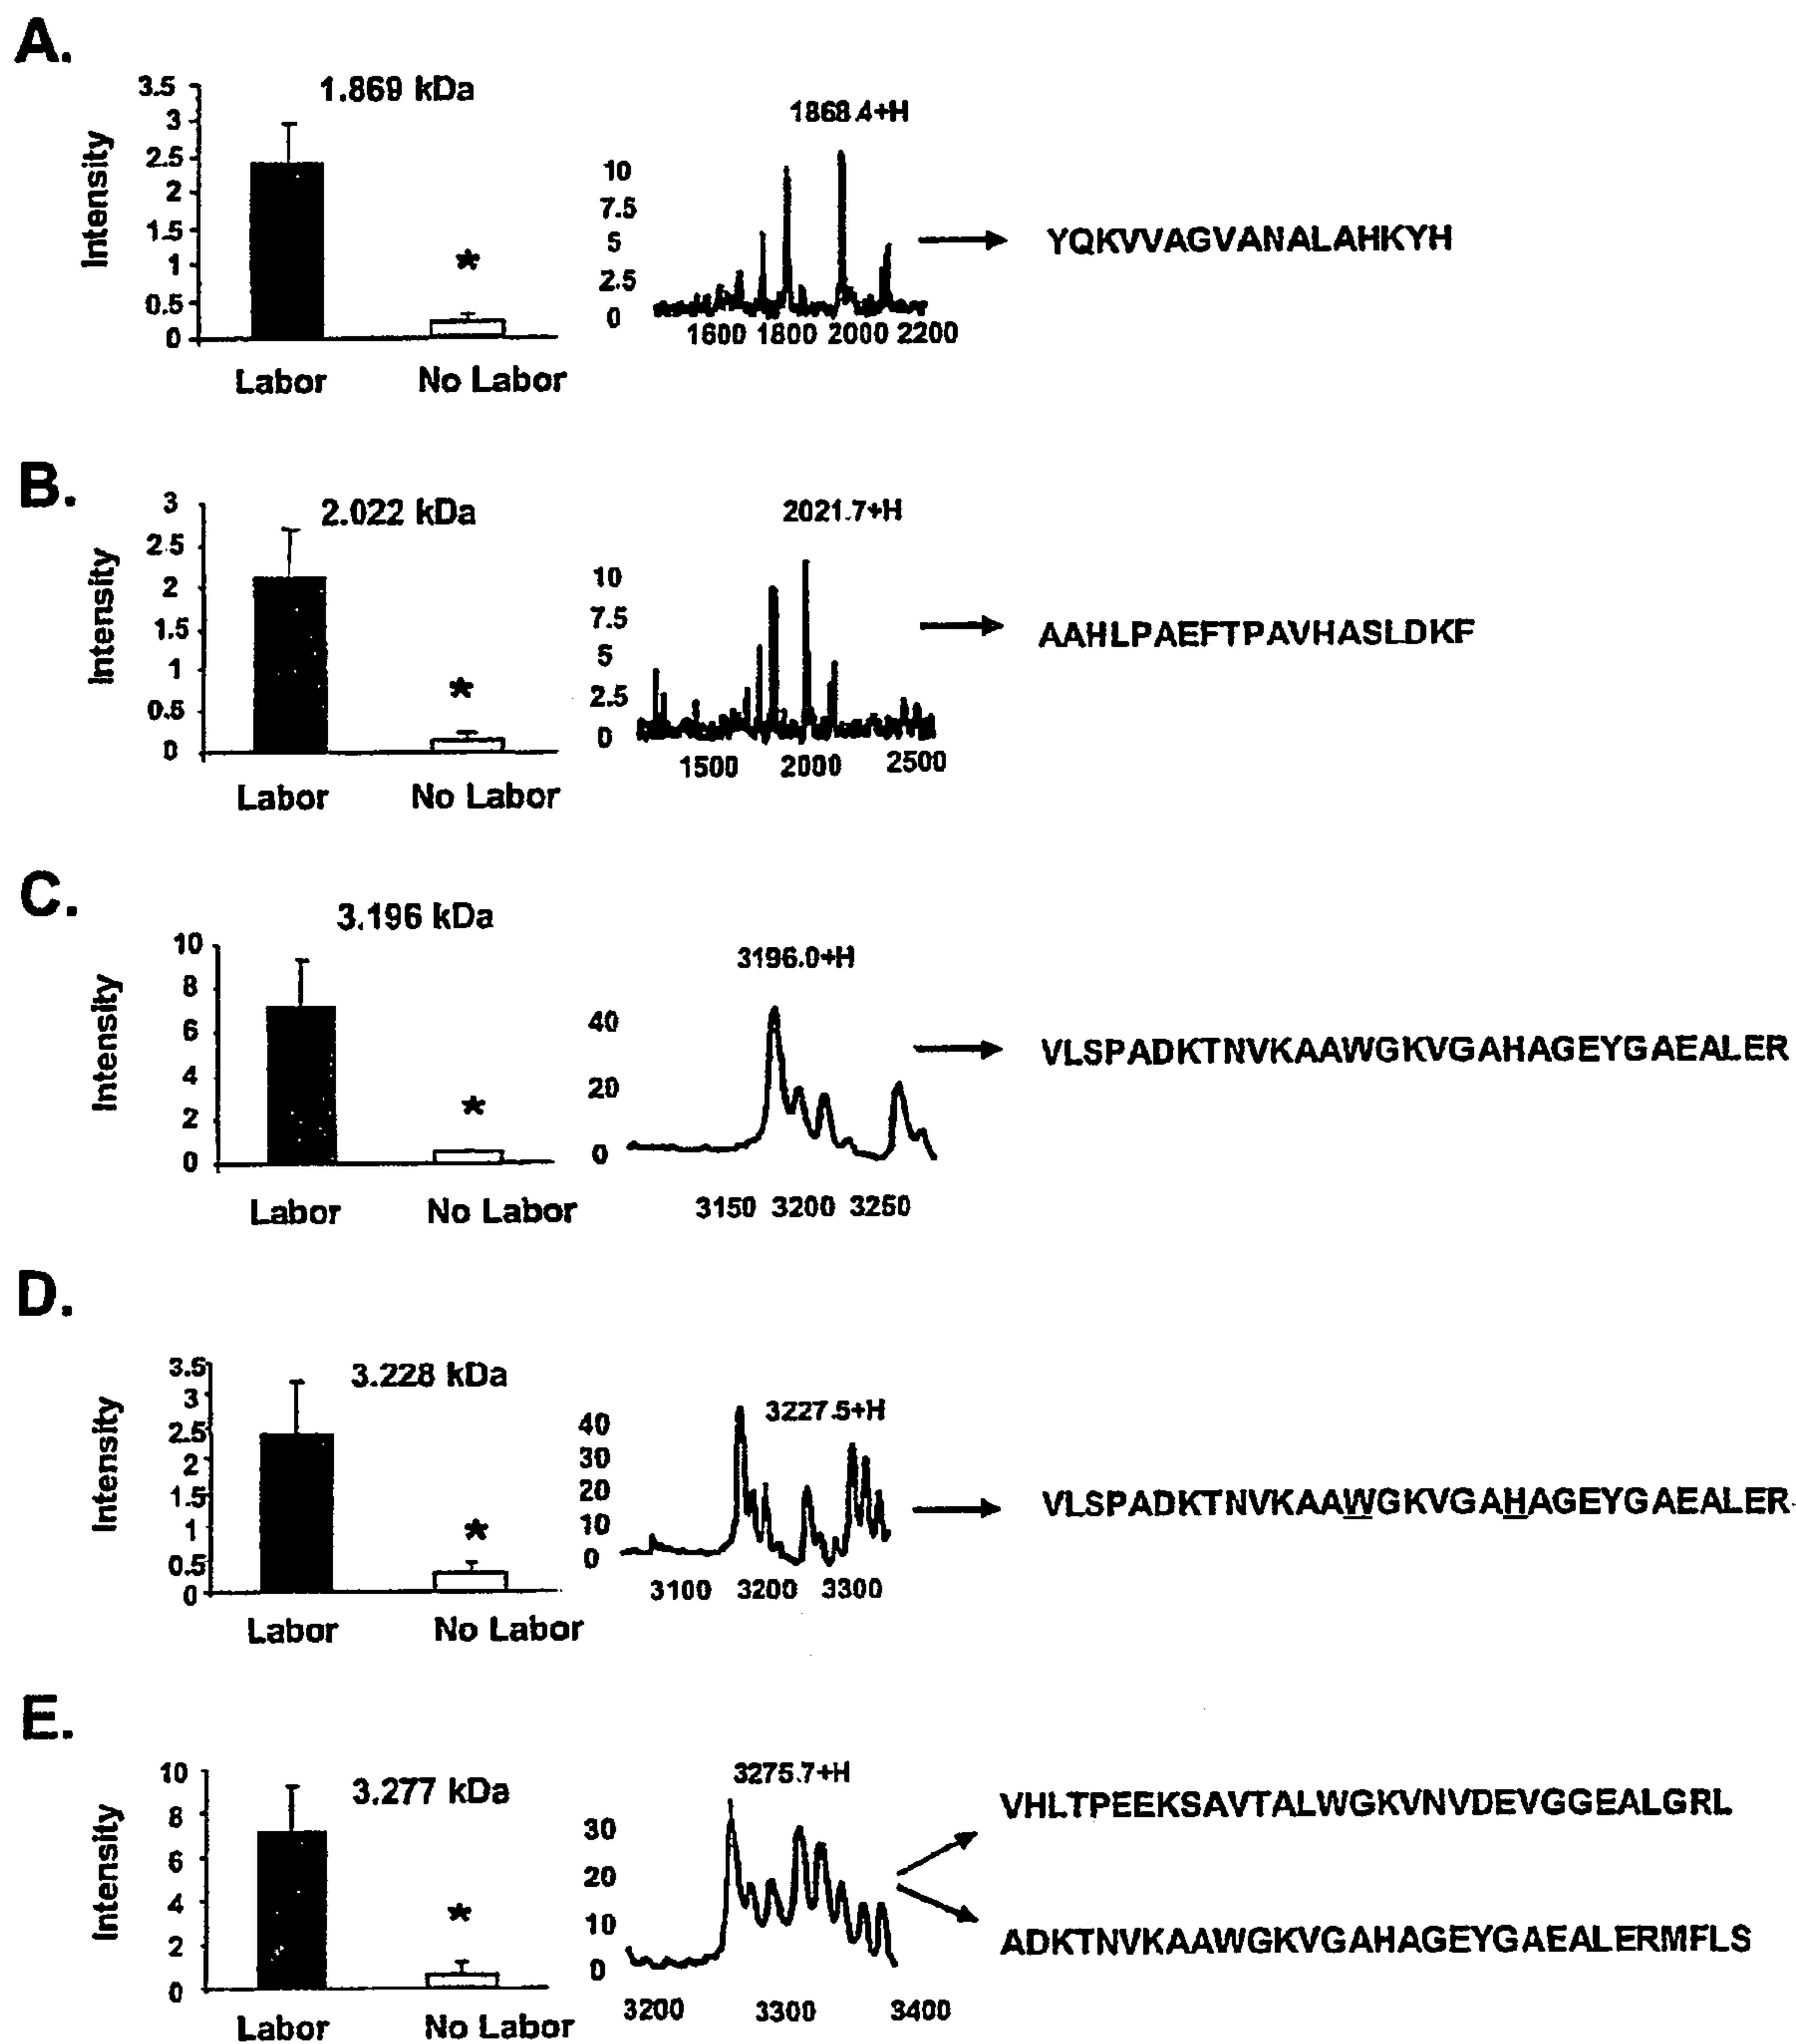 A.
1.869 kDa
Intensity
3.5
3
2.5
2
1.5
1
0.5
0
*
Labor No Labor
1868.4+H
10
7.5
5
2.5
0
1600 1800 2000 2200
YQKVVAGVANALAHKYH
B.
2.022 kDa
Intensity
3
2.5
2
1.5
1
0.5
0
*
Labor No Labor
2021.7+H
10
7.5
5
2.5
0
1500 2000 2500
AAHLPAEFTPAVHASLDKF
C.
3.196 kDa
Intensity
10
8
6
4
2
0
*
Labor No Labor
3196.0+H
40
20
0
3150 3200 3250
VLSPADKTNVKAAWGKVGAHAGEYGAEALER
D.
3.228 kDa
Intensity
3.5
3
2.5
2
1.5
1
0.5
0
*
Labor No Labor
3227.5+H
40
30
20
10
0
3100 3200 3300
VLSPADKTNVKAAWGKVGAHAGEYGAEALER
E.
3.277 kDa
Intensity
10
8
6
4
2
0
*
Labor No Labor
3275.7+H
30
20
10
0
3200 3300 3400
VHLTPEEKSAVTALWGKVNVDEVGGEALGRL
ADKTNVKAAWGKVGAHAGEYGAEALERMFLS